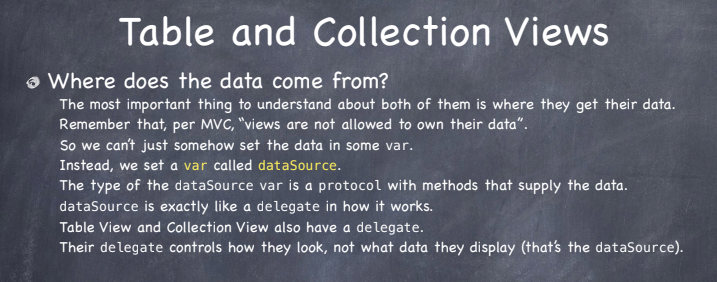 Table and Collection Views
Where does the data come from?
The most important thing to understand about both of them is where they get their data.
Remember that, per MVC, “views are not allowed to own their data”.
So we can’t just somehow set the data in some var.
Instead, we set a var called dataSource.
The type of the dataSource var is a protocol with methods that supply the data.
dataSource is exactly like a delegate in how it works.
Table View and Collection View also have a delegate.
Their delegate controls how they look, not what data they display (that’s the dataSource).